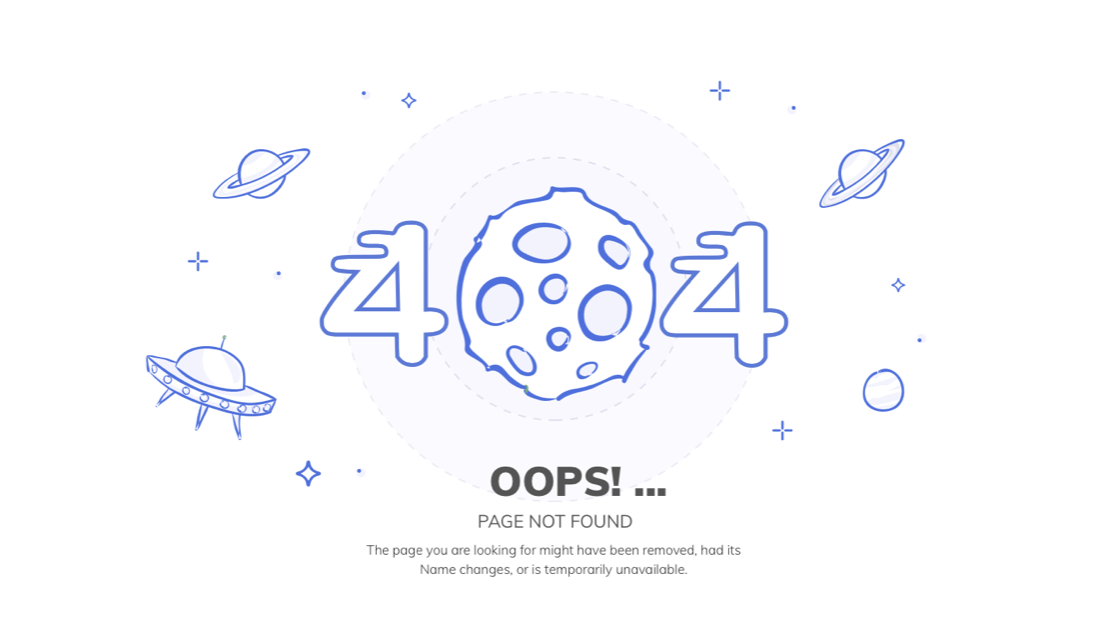 404
OOPS! ...
PAGE NOT FOUND
The page you are looking for might have been removed, had its
Name changes, or is temporarily unavailable.